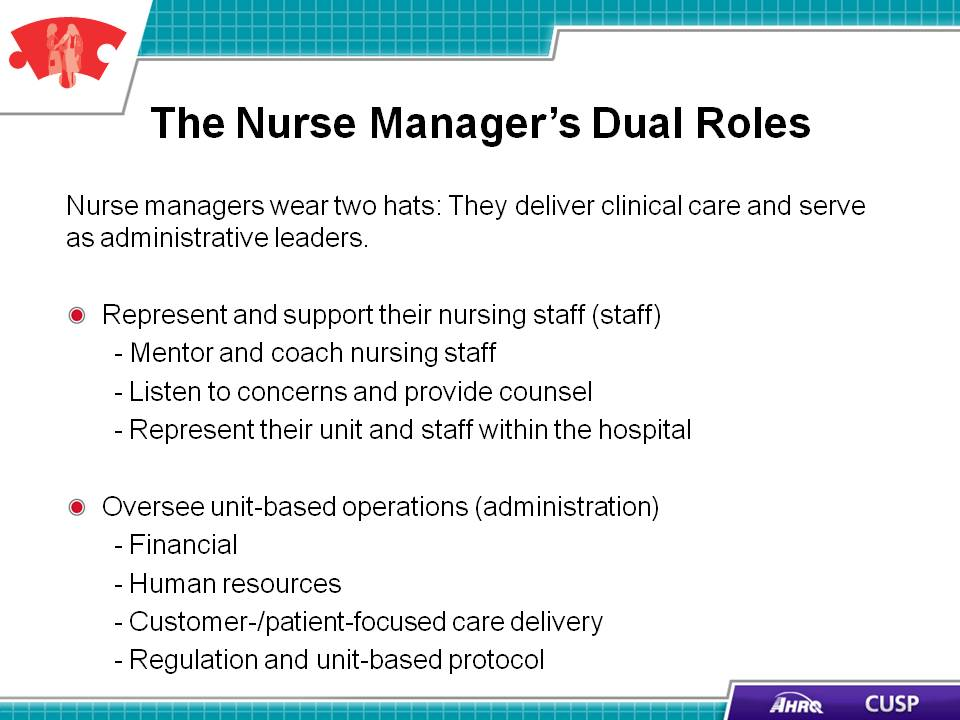 The Nurse Manager’s Dual Roles
Nurse managers wear two hats: They deliver clinical care and serve
as administrative leaders.
Represent and support their nursing staff (staff)
- Mentor and coach nursing staff
- Listen to concerns and provide counsel
- Represent their unit and staff within the hospital
Oversee unit-based operations (administration)
- Financial
- Human resources
- Customer-/patient-focused care delivery
- Regulation and unit-based protocol
AHRQ CUSP